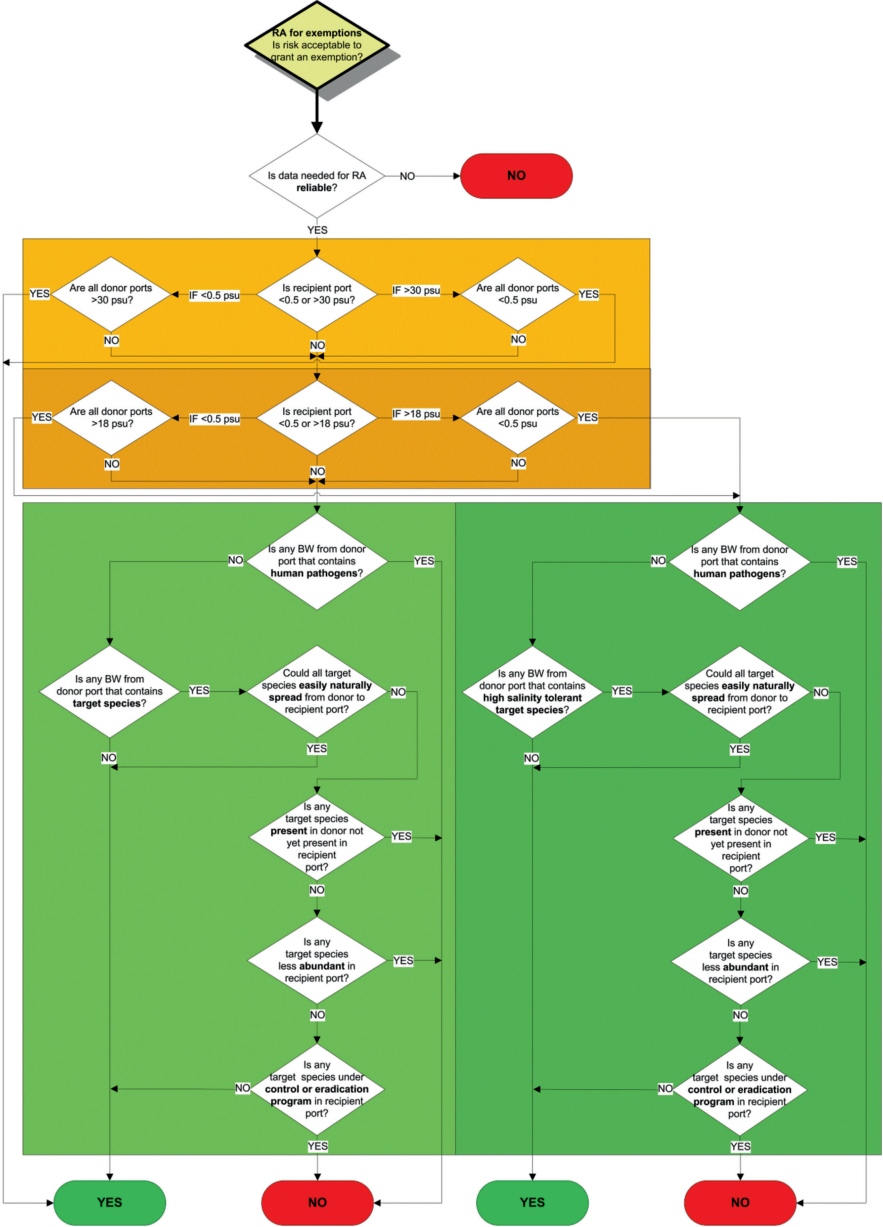 RA for exemptions
Is risk acceptable to
grant an exemption?
Is data needed for RA
reliable?
NO
NO
YES
YES
Are all donor ports
>30 psu?
IF <0.5 psu
Is recipient port
<0.5 or >30 psu?
IF >30 psu
Are all donor ports
<0.5 psu
YES
NO
NO
NO
YES
Are all donor ports
>18 psu?
IF <0.5 psu
Is recipient port
<0.5 or >18 psu?
IF >18 psu
Are all donor ports
<0.5 psu
YES
NO
NO
NO
NO
Is any BW from donor
port that contains
human pathogens?
YES
NO
Is any BW from donor
port that contains
human pathogens?
YES
Is any BW from
donor port that contains
target species?
YES
Could all target
species easily naturally
spread from donor to
recipient port?
NO
Is any BW from
donor port that contains
high salinity tolerant
target species?
YES
Could all target
species easily naturally
spread from donor to
recipient port?
NO
NO
YES
NO
YES
Is any
target species
present in donor not
yet present in
recipient
port?
YES
Is any
target species
present in donor not
yet present in
recipient
port?
YES
NO
NO
Is any
target species
less abundant in
recipient port?
YES
Is any
target species
less abundant in
recipient port?
YES
NO
NO
NO
Is any
target species under
control or eradication
program in recipient
port?
NO
Is any
target species under
control or eradication
program in recipient
port?
YES
YES
YES
NO
YES
NO